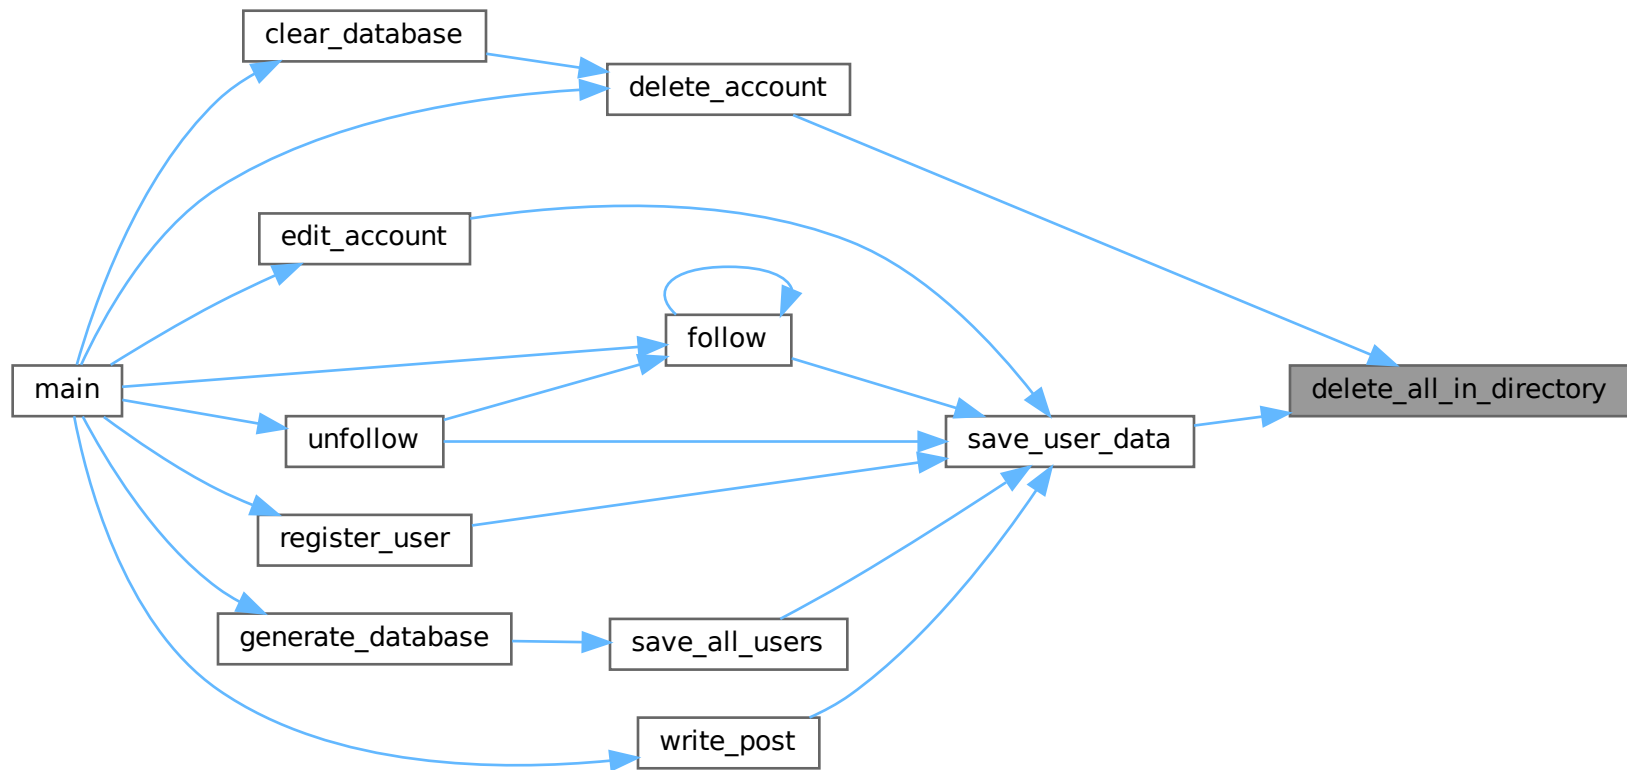 clear_database
delete_account
edit_account
follow
main
delete_all_in_directory
unfollow
save_user_data
register_user
generate_database
save_all_users
write_post